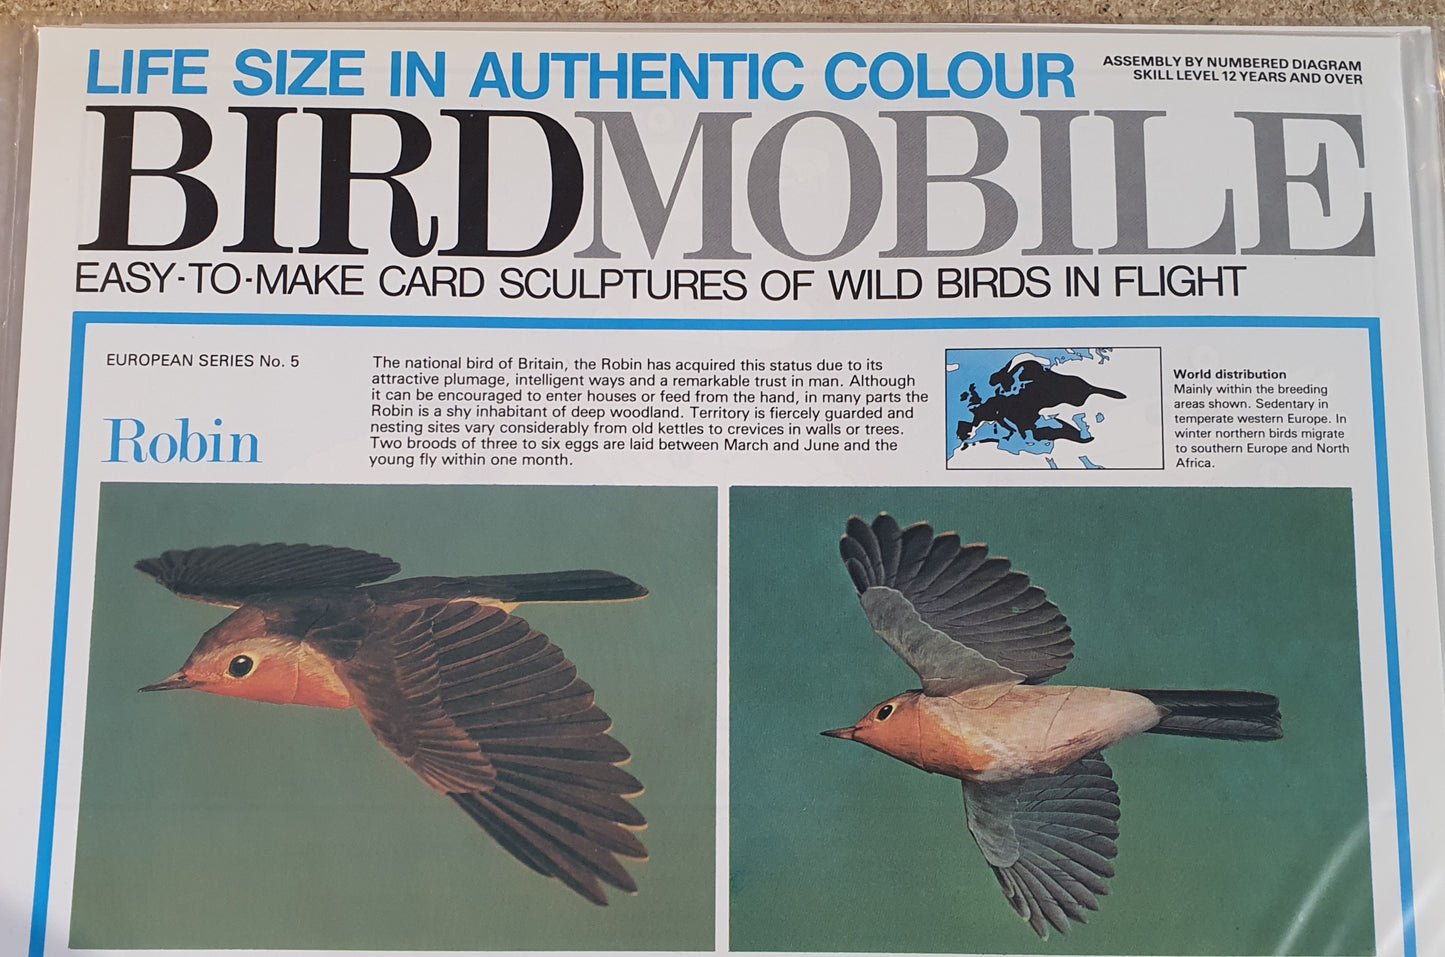 LIFE SIZE IN AUTHENTIC COLOUR
ASSEMBLY BY NUMBERED DIAGRAM
SKILL LEVEL 12 YEARS AND OVER
BIRDMOBILE
EASY-TO-MAKE CARD SCULPTURES OF WILD BIRDS IN FLIGHT
EUROPEAN SERIES No. 5
Robin
The national bird of Britain, the Robin has acquired this status due to its
attractive plumage, intelligent ways and a remarkable trust in man. Although
it can be encouraged to enter houses or feed from the hand, in many parts the
Robin is a shy inhabitant of deep woodland. Territory is fiercely guarded and
nesting sites vary considerably from old kettles to crevices in walls or trees.
Two broods of three to six eggs are laid between March and June and the
young fly within one month.
World distribution
Mainly within the breeding
areas shown. Sedentary in
temperate western Europe. In
winter northern birds migrate
to southern Europe and North
Africa.